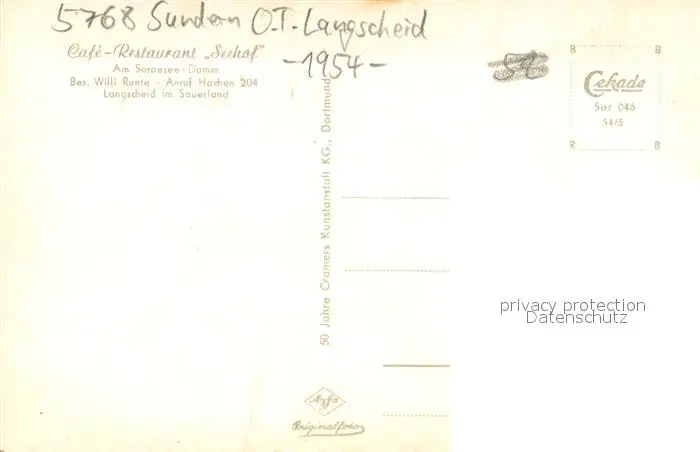 5768 Sundern O.T. Langscheid
-1954-
Café-Restaurant „Seehof"
Am Sorpesee-Damm
Bes. Willi Runte - Anruf Hachen 204
Langscheid im Sauerland
50 Jahre Cramers Kunstanstalt KG., Dortmund
B B
Cekade
Sor 046
54/5
R B
privacy protection
Datenschutz
Agfa
Originalfoto